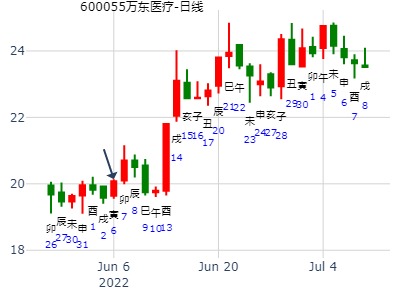 600055万东医疗-日线
24
22
20
18
卯
26
辰
27
未
30
申
31
酉
1
戌
2
寅
6
卯
7
辰
8
巳
9
午
10
酉
13
戌
14
亥
15
子
16
丑
17
辰
20
巳
21
午
22
未
23
申
24
亥
27
子
28
丑
29
寅
30
卯
1
午
4
未
5
申
6
酉
7
戌
8
Jun 6
2022
Jun 20
Jul 4